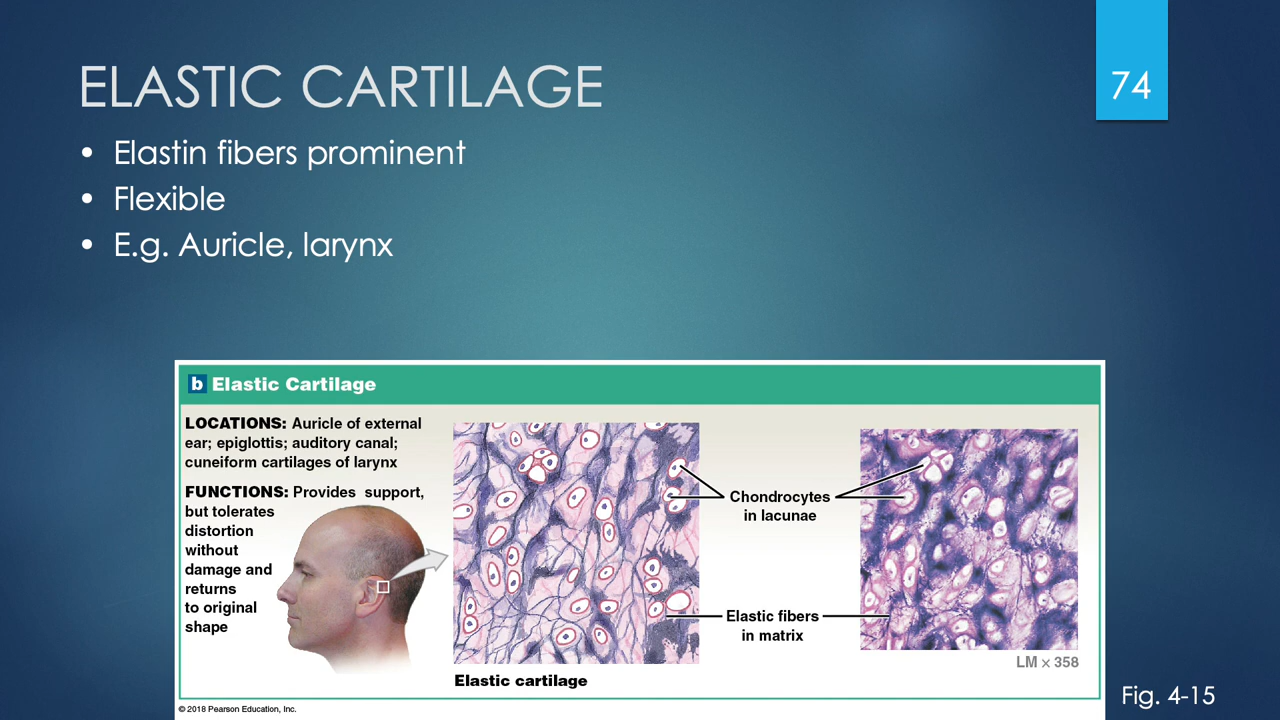 ELASTIC CARTILAGE
74
• Elastin fibers prominent
• Flexible
• E.g. Auricle, larynx
b Elastic Cartilage
LOCATIONS: Auricle of external
ear; epiglottis; auditory canal;
cuneiform cartilages of larynx
FUNCTIONS: Provides support,
but tolerates
distortion
without
damage and
returns
to original
shape
Chondrocytes
in lacunae
Elastic fibers
in matrix
LM × 358
Elastic cartilage
© 2018 Pearson Education, Inc.
Fig. 4-15